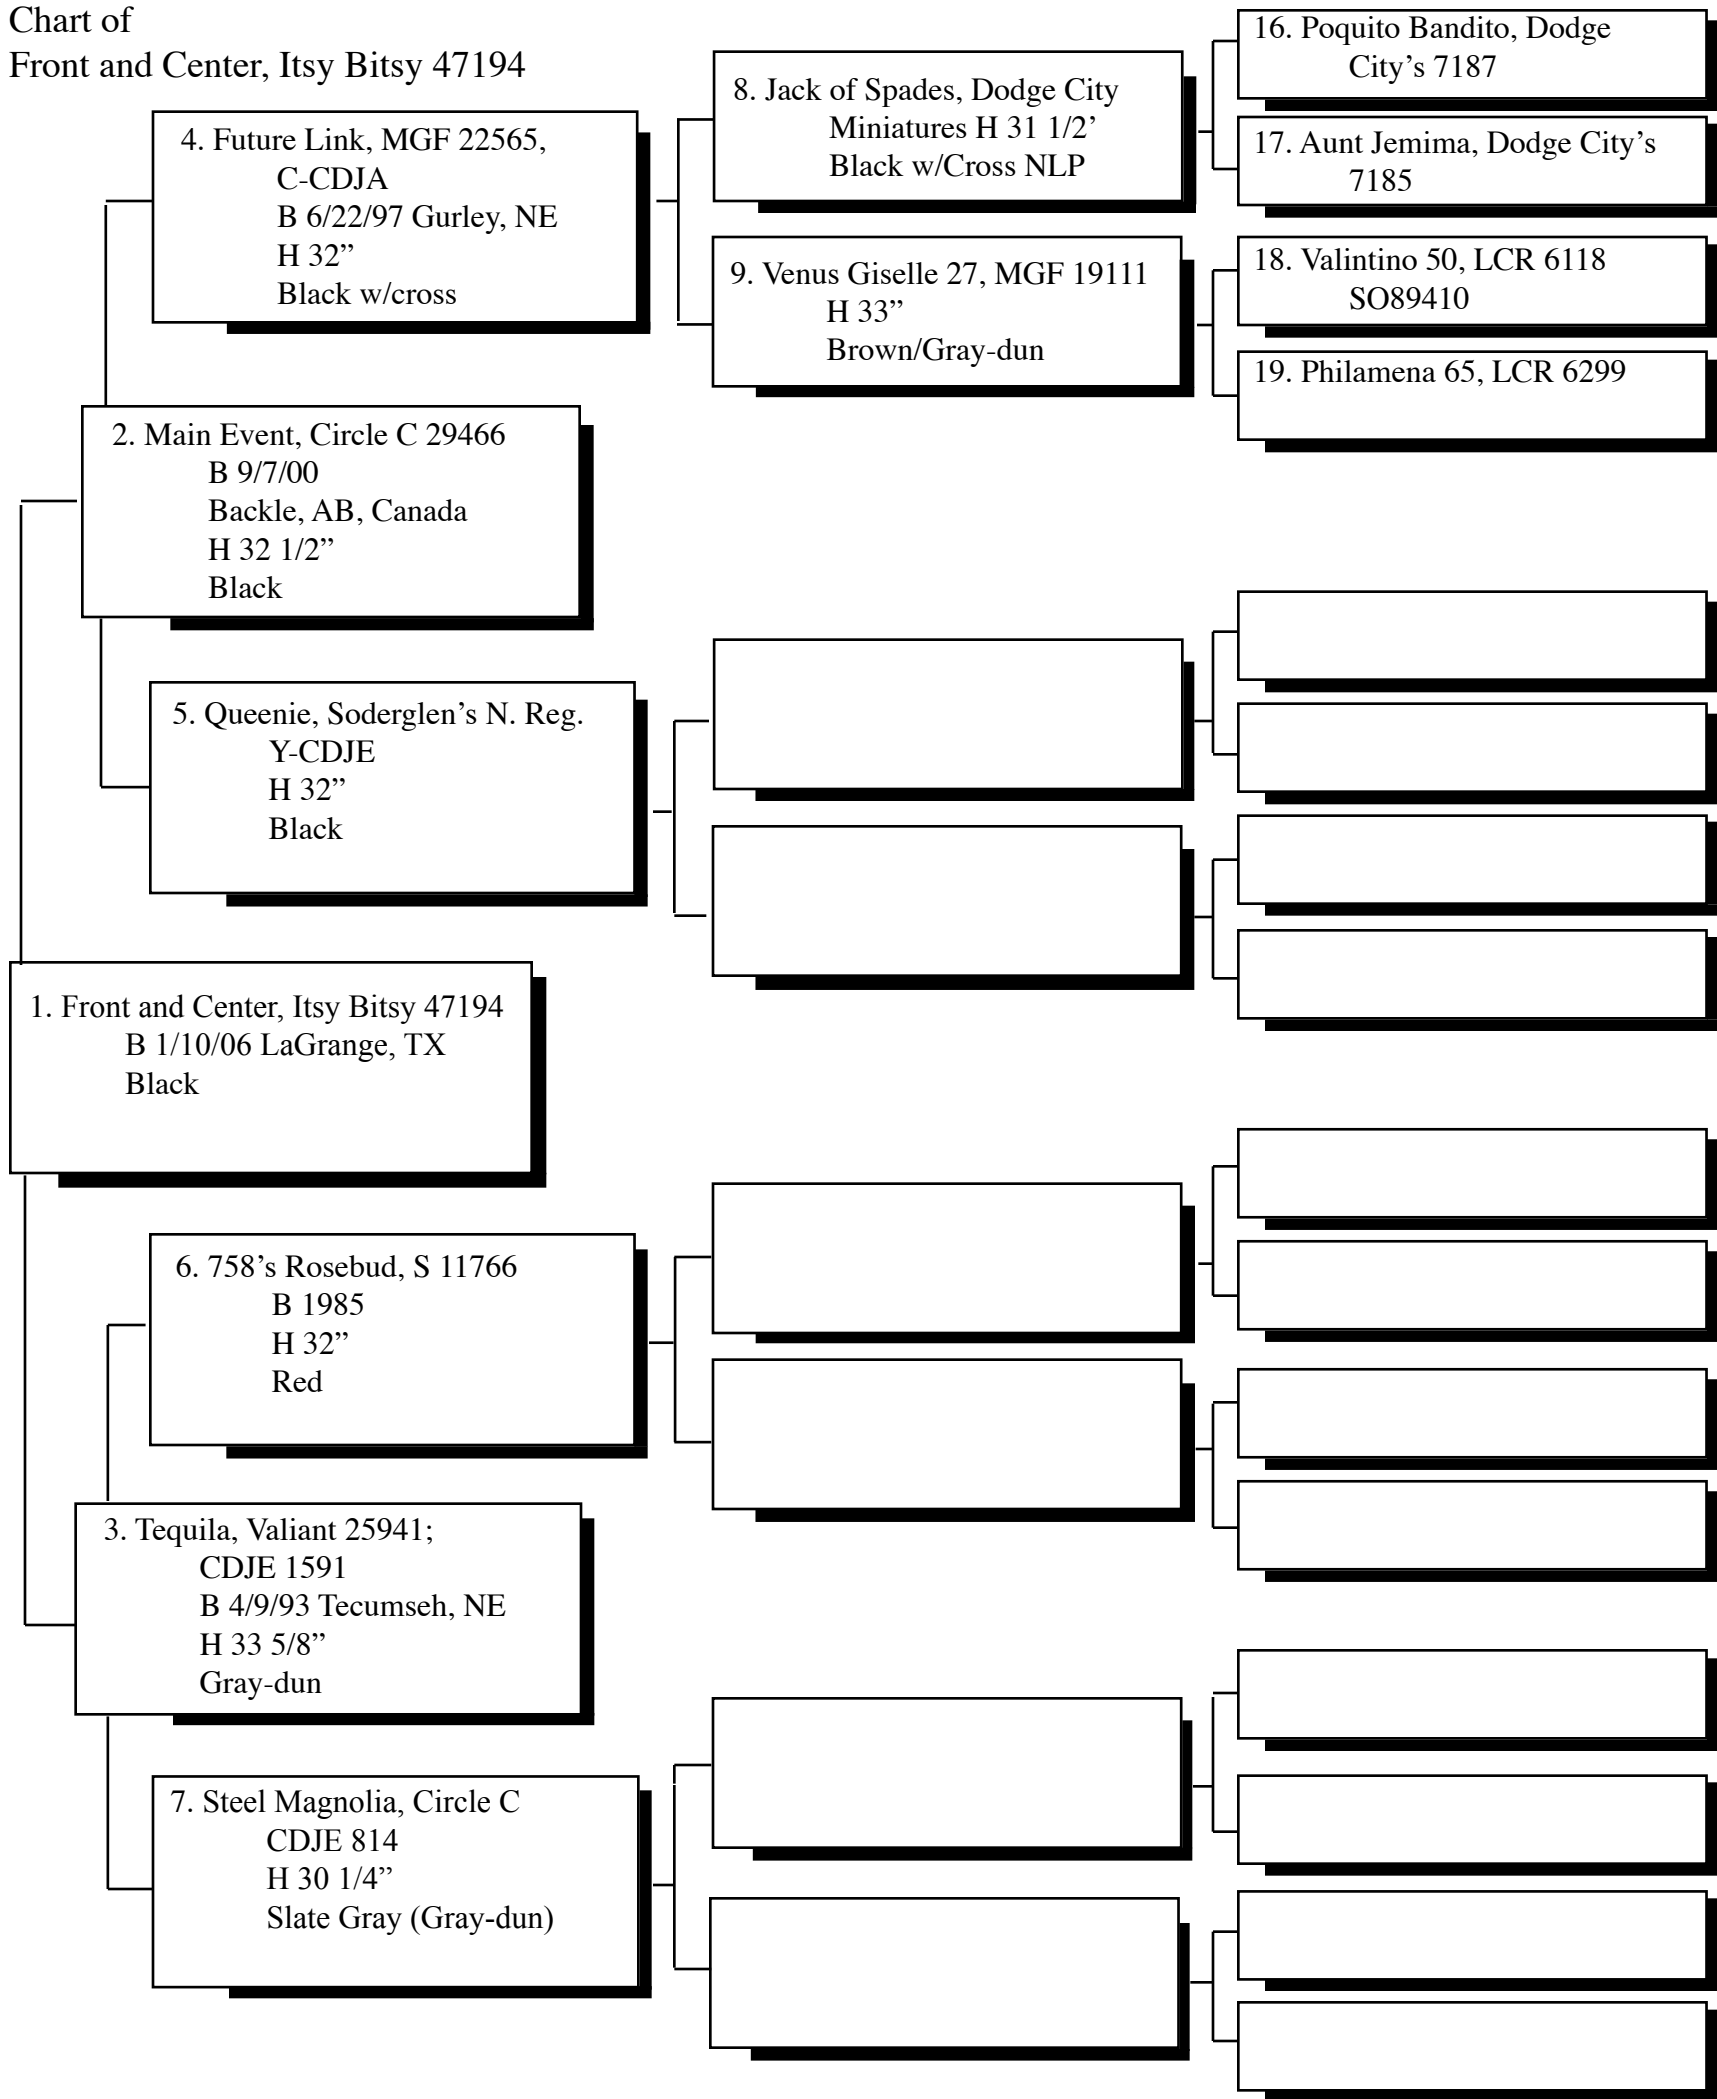 Chart of
Front and Center, Itsy Bitsy 47194
4. Future Link, MGF 22565,
C-CDJA
B 6/22/97 Gurley, NE
H 32”
Black w/cross
8. Jack of Spades, Dodge City
Miniatures H 31 1/2’
Black w/Cross NLP
16. Poquito Bandito, Dodge
City’s 7187
17. Aunt Jemima, Dodge City’s
7185
9. Venus Giselle 27, MGF 19111
H 33”
Brown/Gray-dun
18. Valintino 50, LCR 6118
SO89410
19. Philamena 65, LCR 6299
2. Main Event, Circle C 29466
B 9/7/00
Backle, AB, Canada
H 32 1/2”
Black
5. Queenie, Soderglen’s N. Reg.
Y-CDJE
H 32”
Black
1. Front and Center, Itsy Bitsy 47194
B 1/10/06 LaGrange, TX
Black
6. 758’s Rosebud, S 11766
B 1985
H 32”
Red
3. Tequila, Valiant 25941;
CDJE 1591
B 4/9/93 Tecumseh, NE
H 33 5/8”
Gray-dun
7. Steel Magnolia, Circle C
CDJE 814
H 30 1/4”
Slate Gray (Gray-dun)